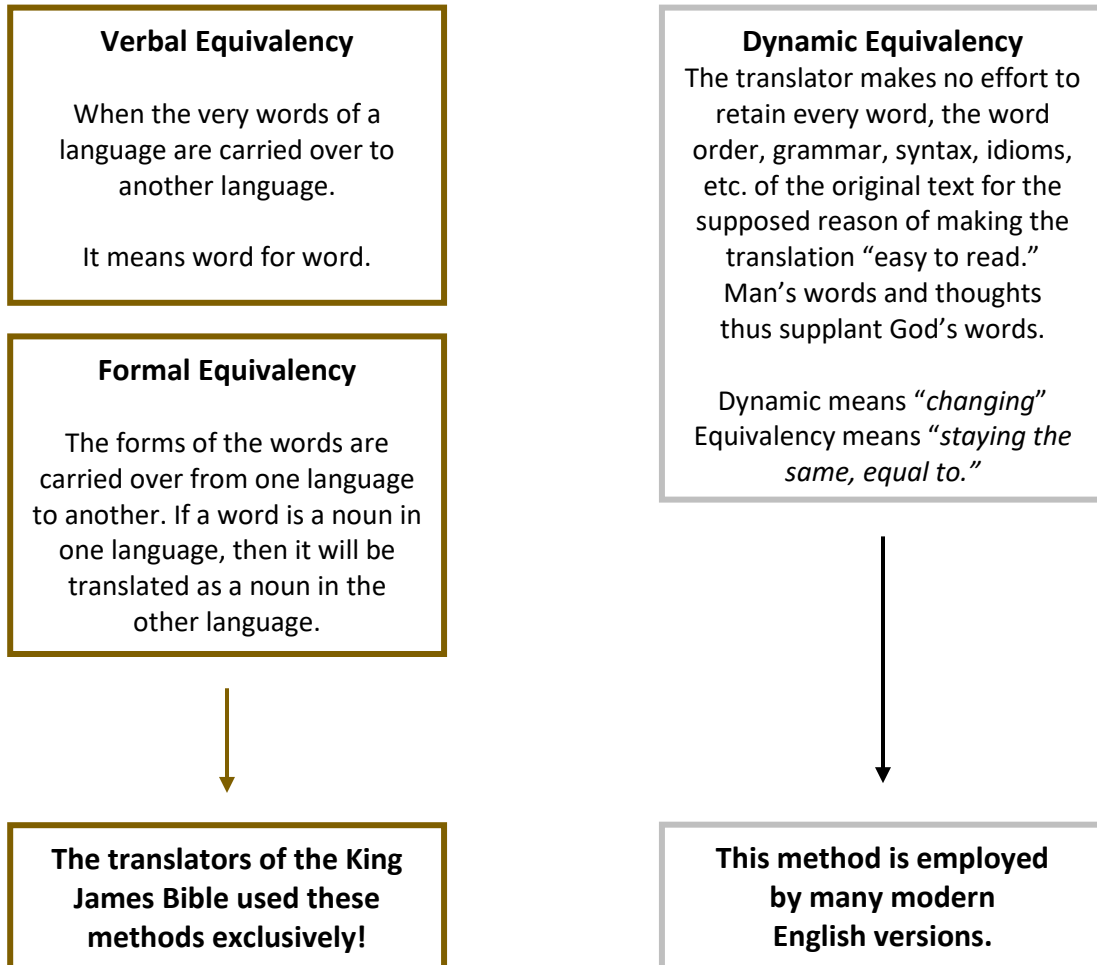 Verbal Equivalency
When the very words of a
language are carried over to
another language.
It means word for word.
Formal Equivalency
The forms of the words are
carried over from one language
to another. If a word is a noun in
one language, then it will be
translated as a noun in the
other language.
The translators of the King
James Bible used these
methods exclusively!
Dynamic Equivalency
The translator makes no effort to
retain every word, the word
order, grammar, syntax, idioms,
etc. of the original text for the
supposed reason of making the
translation “easy to read.”
Man’s words and thoughts
thus supplant God’s words.
Dynamic means “changing”
Equivalency means “staying the
same, equal to.”
This method is employed
by many modern
English versions.